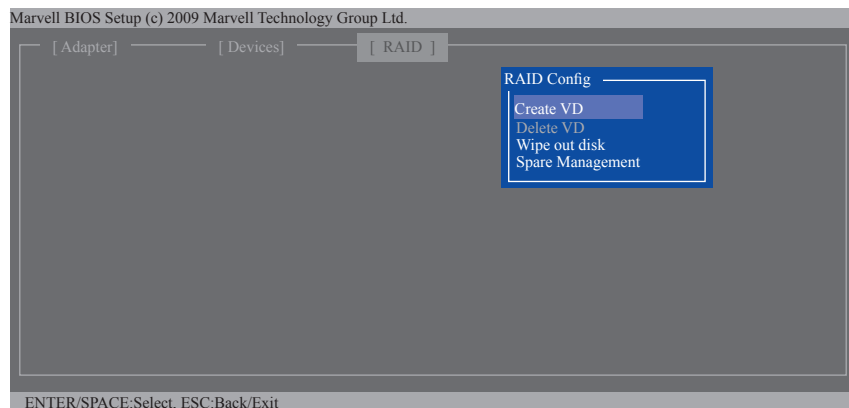 Marvell BIOS Setup (c) 2009 Marvell Technology Group Ltd.
[ Adapter] [ Devices] [ RAID ]
RAID Config
Create VD
Delete VD
Wipe out disk
Spare Management
ENTER/SPACE:Select, ESC:Back/Exit